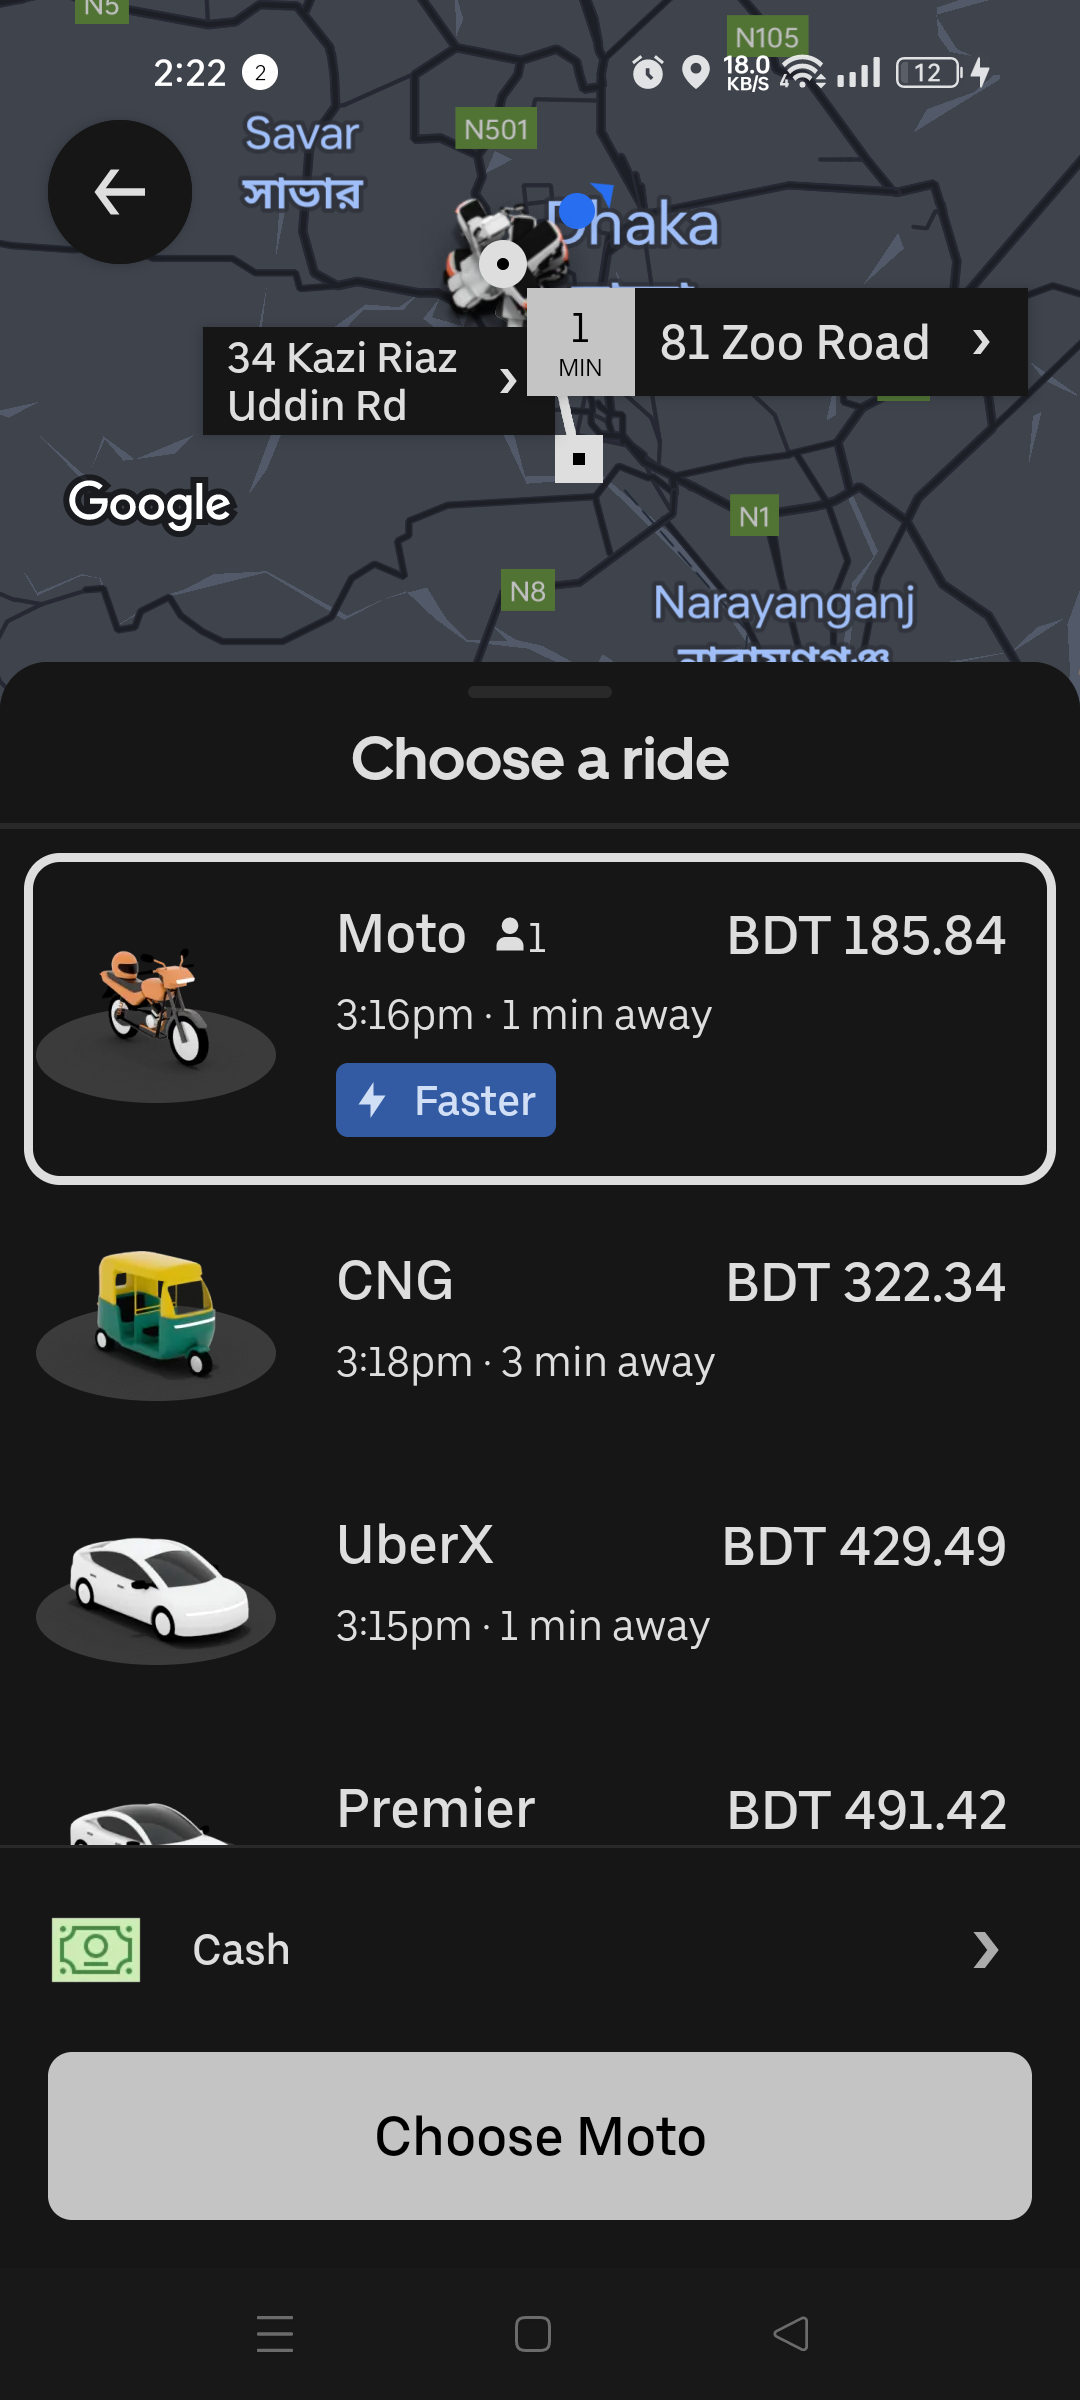 N5
N105
2:22 2
18.0
KB/S
4
12
Savar
সাভার
N501
Dhaka
1
MIN
81 Zoo Road
34 Kazi Riaz
Uddin Rd
Google
N1
N8
Narayanganj
নারায়ণগঞ্জ
Choose a ride
Moto 1 BDT 185.84
3:16pm · 1 min away
Faster
CNG BDT 322.34
3:18pm · 3 min away
UberX BDT 429.49
3:15pm · 1 min away
Premier BDT 491.42
Cash
Choose Moto